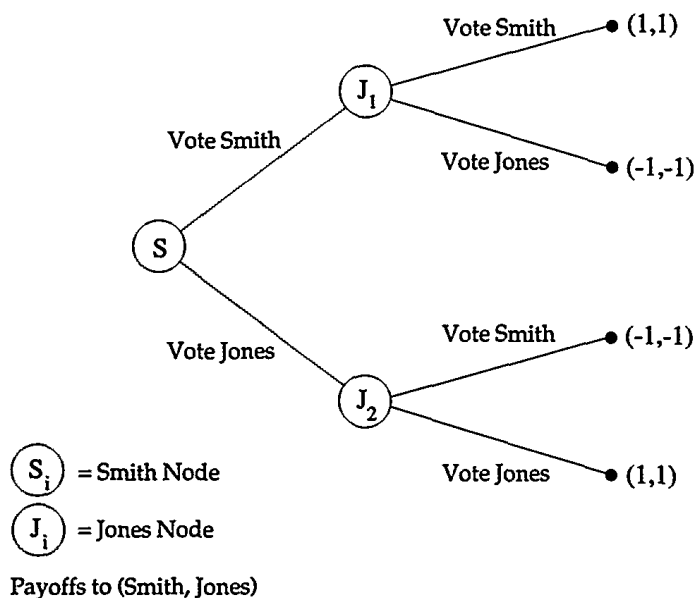 Vote Smith
(1,1)
J1
Vote Smith
Vote Jones
(-1,-1)
S
Vote Jones
Vote Smith
(-1,-1)
J2
Vote Jones
(1,1)
Si = Smith Node
Ji = Jones Node
Payoffs to (Smith, Jones)